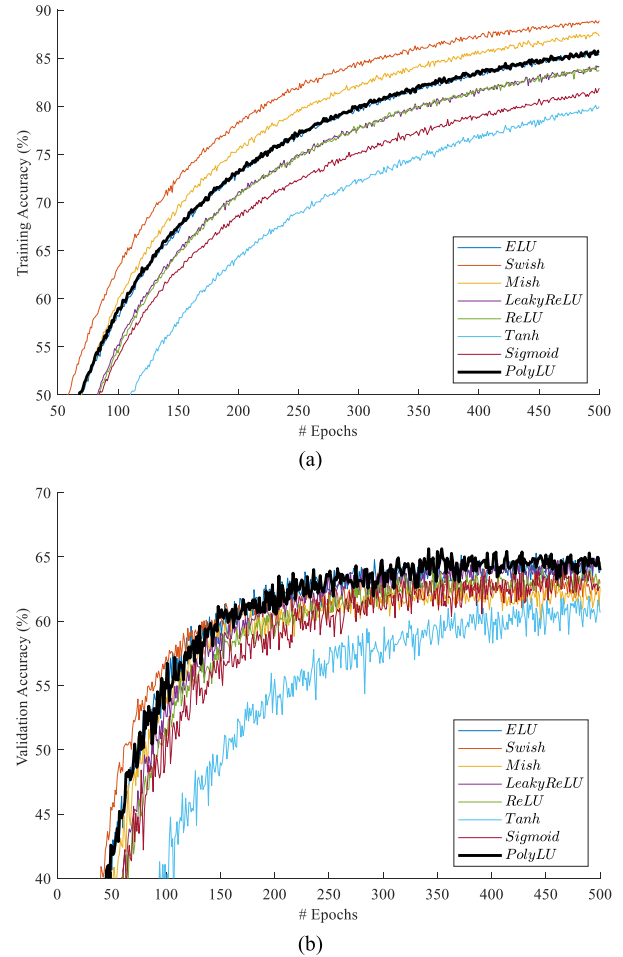 90
85
80
75
70
65
60
55
50
Training Accuracy (%)
ELU
Swish
Mish
LeakyReLU
ReLU
Tanh
Sigmoid
PolyLU
50 100 150 200 250 300 350 400 450 500
# Epochs
(a)
70
65
60
55
50
45
40
Validation Accuracy (%)
ELU
Swish
Mish
LeakyReLU
ReLU
Tanh
Sigmoid
PolyLU
0 50 100 150 200 250 300 350 400 450 500
# Epochs
(b)